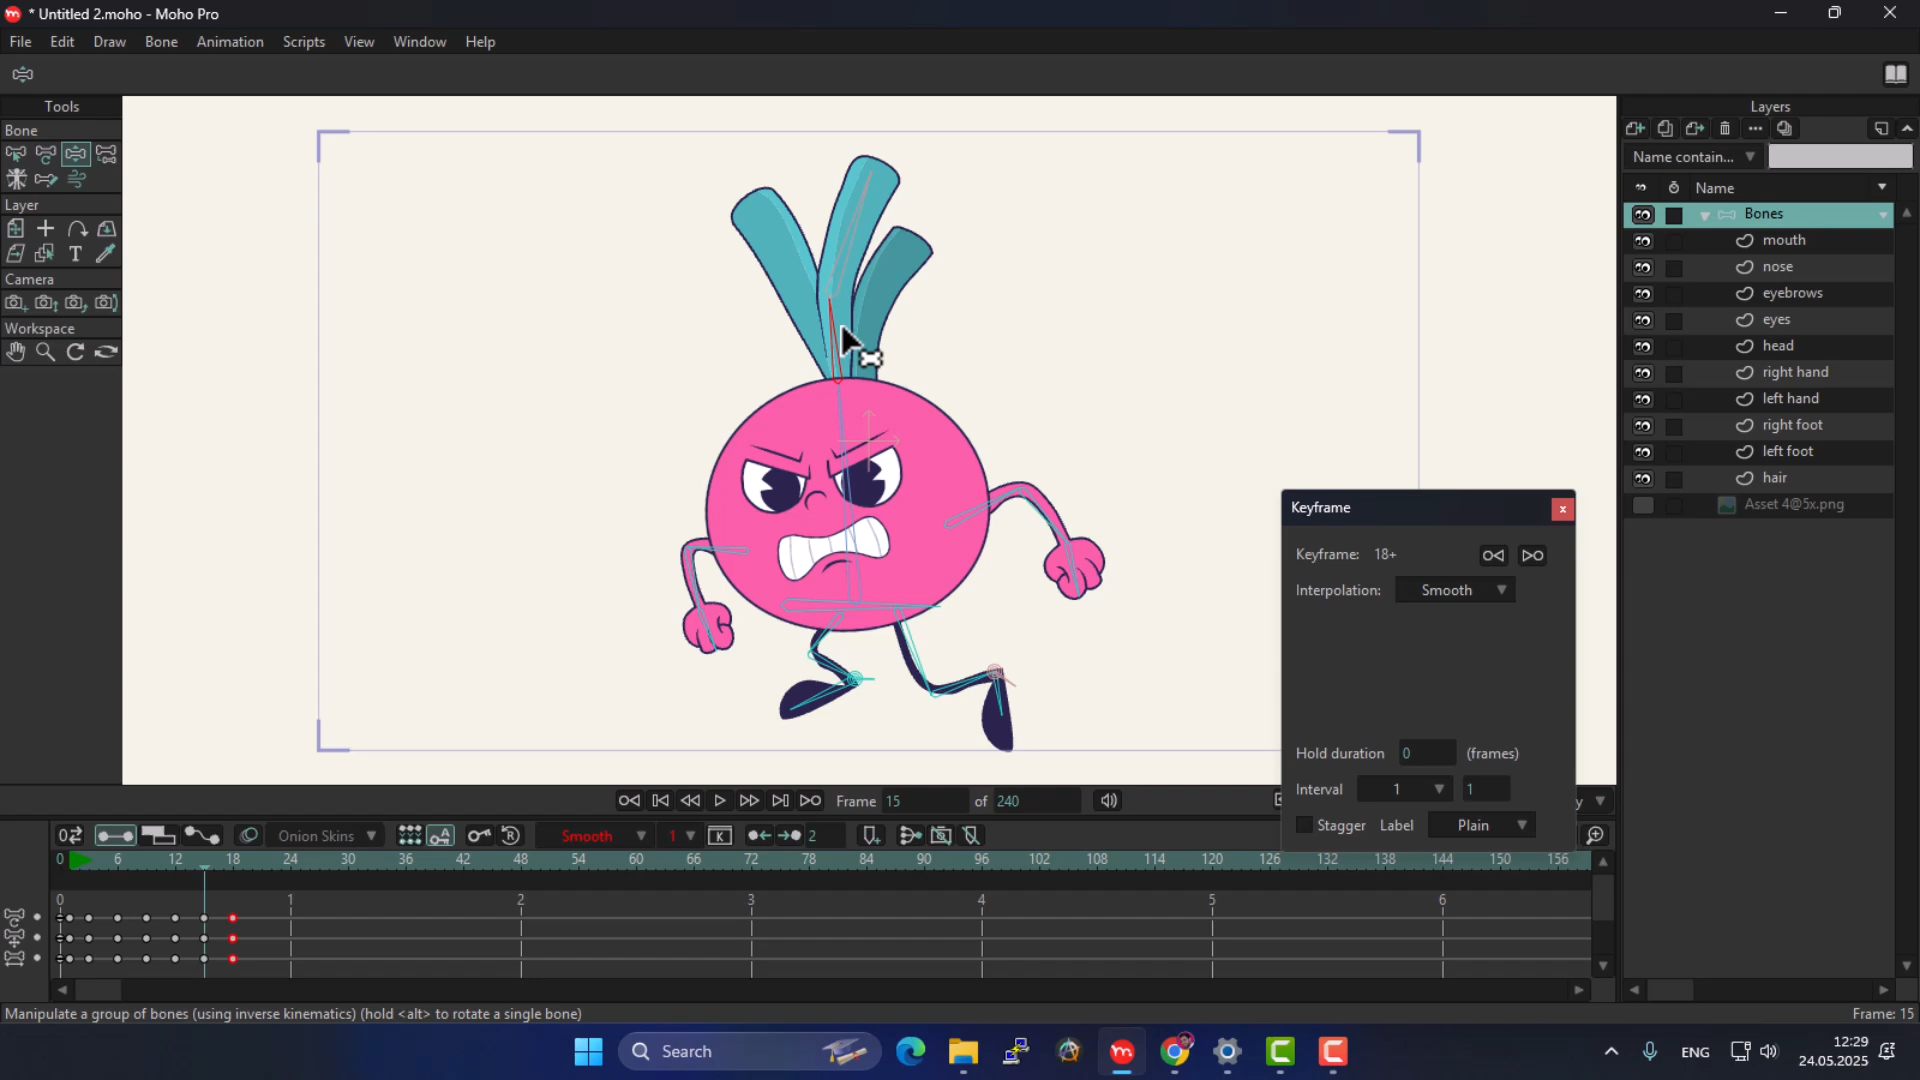 * Untitled 2.moho - Moho Pro
File Edit Draw Bone Animation Scripts View Window Help
Tools
Bone
Layer
Camera
Workspace
Layers
Name contain...
Name
Bones
mouth
nose
eyebrows
eyes
head
right hand
left hand
right foot
left foot
hair
Asset 4@5x.png
Keyframe
Keyframe: 18+
Interpolation: Smooth
Hold duration 0 (frames)
Interval 1 1
Stagger Label Plain
Frame 15 of 240
Onion Skins Smooth 1 K 2
0 6 12 18 24 30 36 42 48 54 60 66 72 78 84 90 96 102 108 114 120 126 132 138 144 150 156
0 1 2 3 4 5 6
Manipulate a group of bones (using inverse kinematics) (hold <alt> to rotate a single bone)
Frame: 15
Search
ENG
12:29
24.05.2025